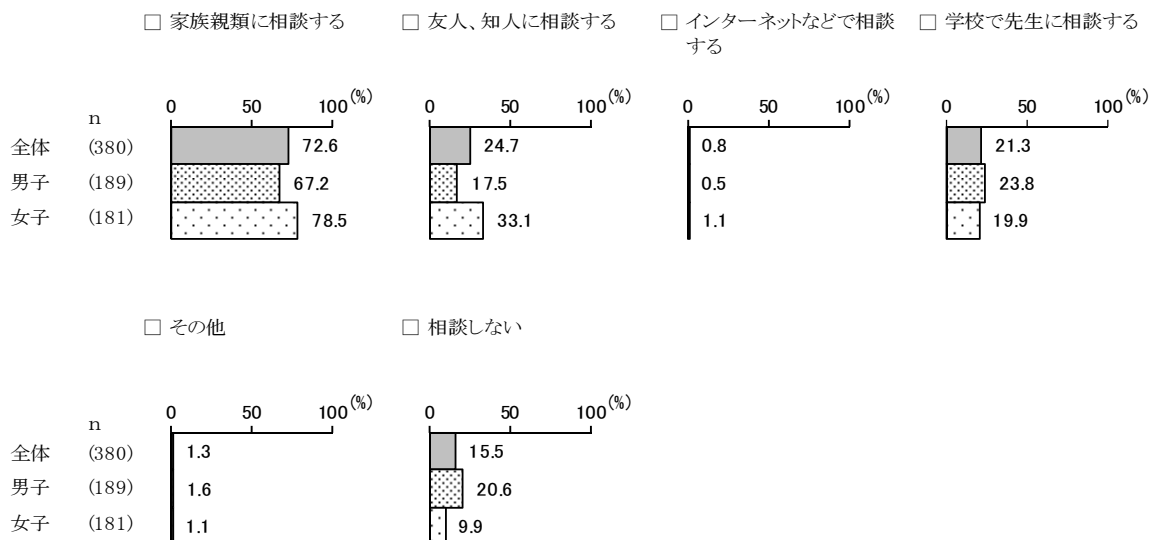 □ 家族親類に相談する □ 友人、知人に相談する □ インターネットなどで相談 □ 学校で先生に相談する
する
0 50 100(%) 0 50 100(%) 0 50 100(%) 0 50 100(%)
n
全体 (380) 72.6 24.7 0.8 21.3
男子 (189) 67.2 17.5 0.5 23.8
女子 (181) 78.5 33.1 1.1 19.9
□ その他 □ 相談しない
0 50 100(%) 0 50 100(%)
n
全体 (380) 1.3 15.5
男子 (189) 1.6 20.6
女子 (181) 1.1 9.9